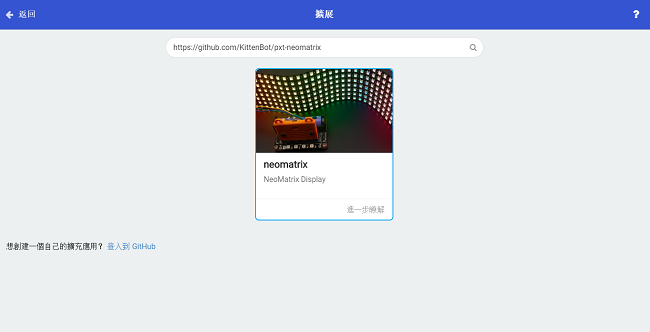 返回
擴展
?
https://github.com/KittenBot/pxt-neomatrix
neomatrix
NeoMatrix Display
進一步瞭解
想創建一個自己的擴充應用？ 登入到 GitHub